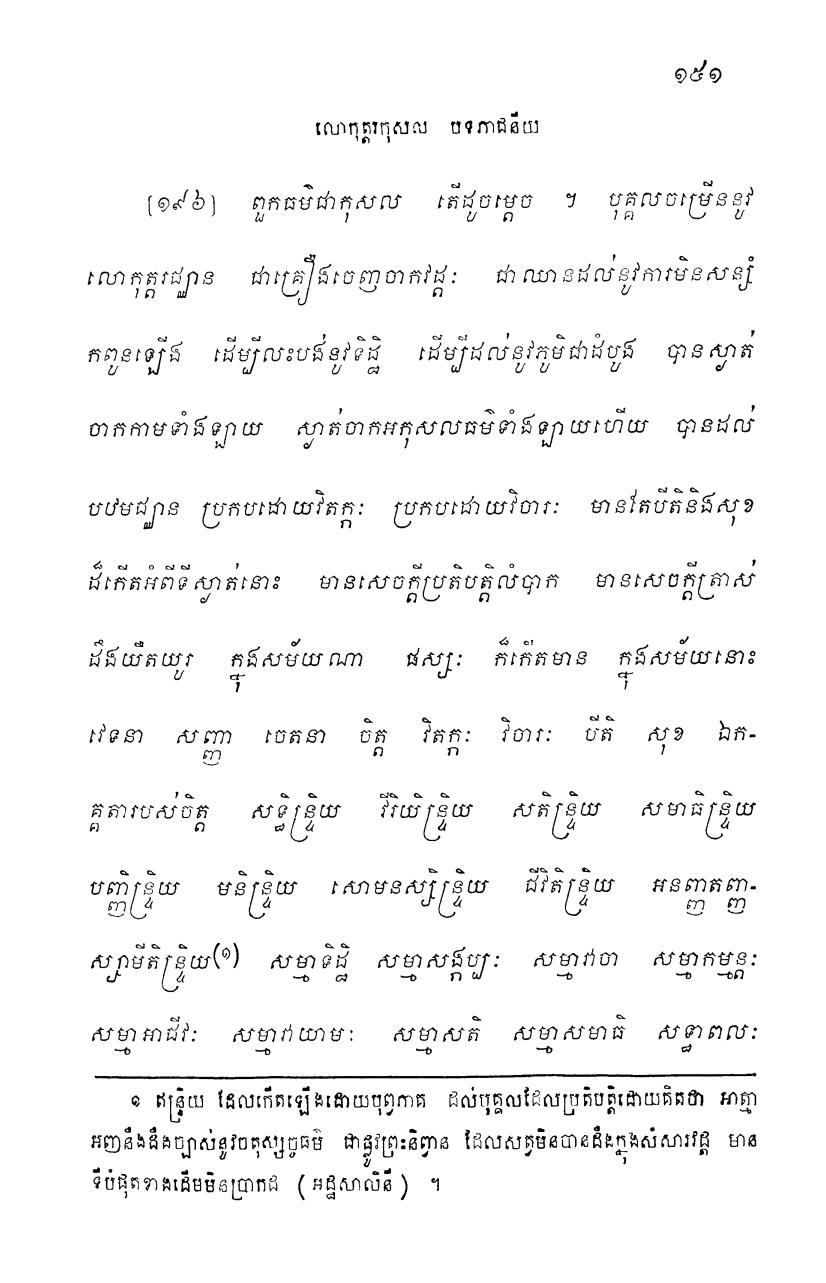 ១៥១
លោកុត្តរកុសល បទភាជនីយ
[១៩៦] ពួកធម៌ជាកុសល តើដូចម្តេច ។ បុគ្គលចម្រើននូវ
លោកុត្តរជ្ឈាន ជាគ្រឿងចេញចាកវដ្តៈ ជាឈានដល់នូវការមិនសន្សំ
កពូនឡើង ដើម្បីលះបង់នូវទិដ្ឋិ ដើម្បីដល់នូវភូមិជាដំបូង បានស្ងាត់
ចាកកាមទាំងឡាយ ស្ងាត់ចាកអកុសលធម៌ទាំងឡាយហើយ បានដល់
បឋមជ្ឈាន ប្រកបដោយវិតក្កៈ ប្រកបដោយវិចារៈ មានតែបីតិនិងសុខ
ដ៏កើតអំពីទីស្ងាត់នោះ មានសេចក្តីប្រតិបត្តិលំបាក មានសេចក្តីត្រាស់
ដឹងយឺតយូរ ក្នុងសម័យណា ផស្សៈ ក៏កើតមាន ក្នុងសម័យនោះ
វេទនា សញ្ញា ចេតនា ចិត្ត វិតក្កៈ វិចារៈ បីតិ សុខ ឯក-
គ្គតារបស់ចិត្ត សទ្ធិន្ទ្រិយ វីរិយិន្ទ្រិយ សតិន្ទ្រិយ សមាធិន្ទ្រិយ
បញ្ញិន្ទ្រិយ មនិន្ទ្រិយ សោមនស្សិន្ទ្រិយ ជីវិតិន្ទ្រិយ អនញ្ញាតញ្ញ-
ស្សាមីតិន្ទ្រិយ(១) សម្មាទិដ្ឋិ សម្មាសង្កប្បៈ សម្មាវាចា សម្មាកម្មន្តៈ
សម្មាអាជីវៈ សម្មាវាយាមៈ សម្មាសតិ សម្មាសមាធិ សទ្ធាពលៈ
១ ឥន្ទ្រិយ ដែលកើតឡើងដោយបុព្វភាគ ដល់បុគ្គលដែលប្រតិបត្តិដោយគិតថា អាត្មា
អញនឹងដឹងច្បាស់នូវចតុស្សច្ចធម៌ ជាផ្លូវព្រះនិព្វាន ដែលសត្វមិនបានដឹងក្នុងសំសារវដ្ត មាន
ទីបំផុតខាងដើមមិនប្រាកដ (អដ្ឋសាលិនី) ។